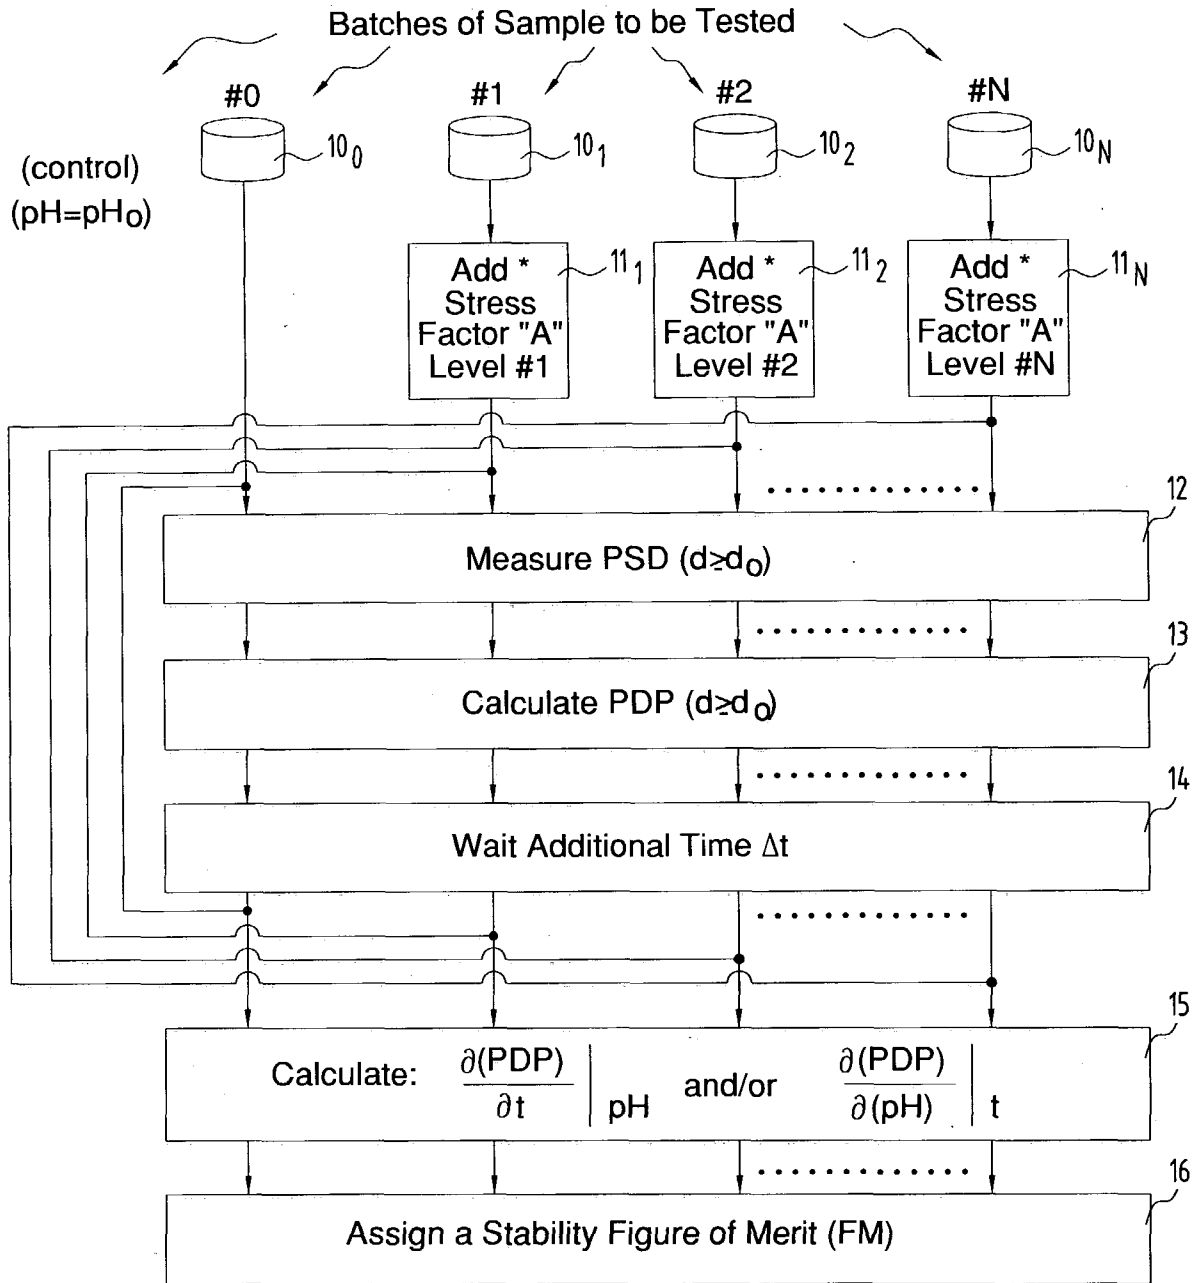 Batches of Sample to be Tested
#0 #1 #2 #N
10₀ 10₁ 10₂ 10N
(control)
(pH=pHo)
Add * Stress Factor "A" Level #1
11₁
Add * Stress Factor "A" Level #2
11₂
Add * Stress Factor "A" Level #N
11N
12
Measure PSD (d≥do)
13
Calculate PDP (d≥do)
14
Wait Additional Time Δt
15
Calculate: ∂(PDP)/∂t | pH and/or ∂(PDP)/∂(pH) | t
16
Assign a Stability Figure of Merit (FM)